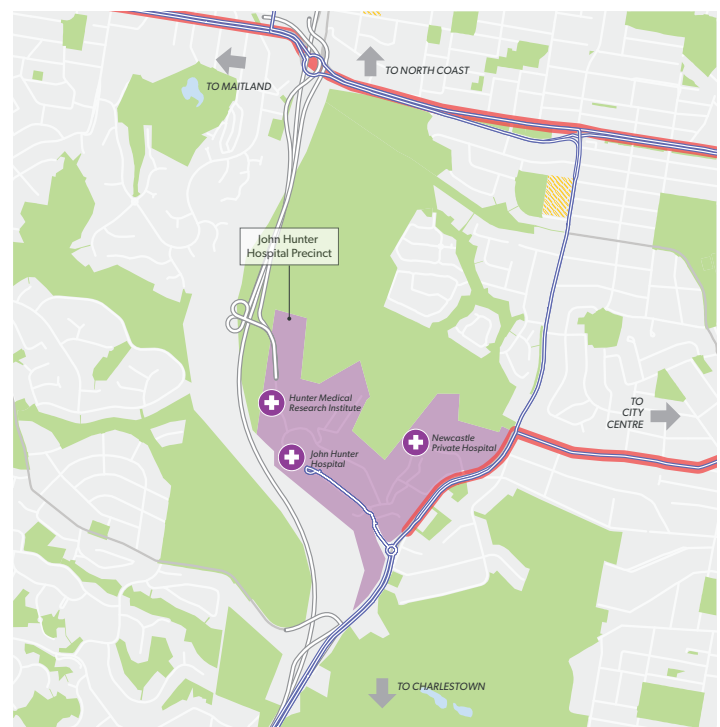 TO NORTH COAST
TO MAITLAND
John Hunter
Hospital Precinct
Hunter Medical
Research Institute
TO
CITY
CENTRE
Newcastle
Private Hospital
John Hunter
Hospital
TO CHARLESTOWN